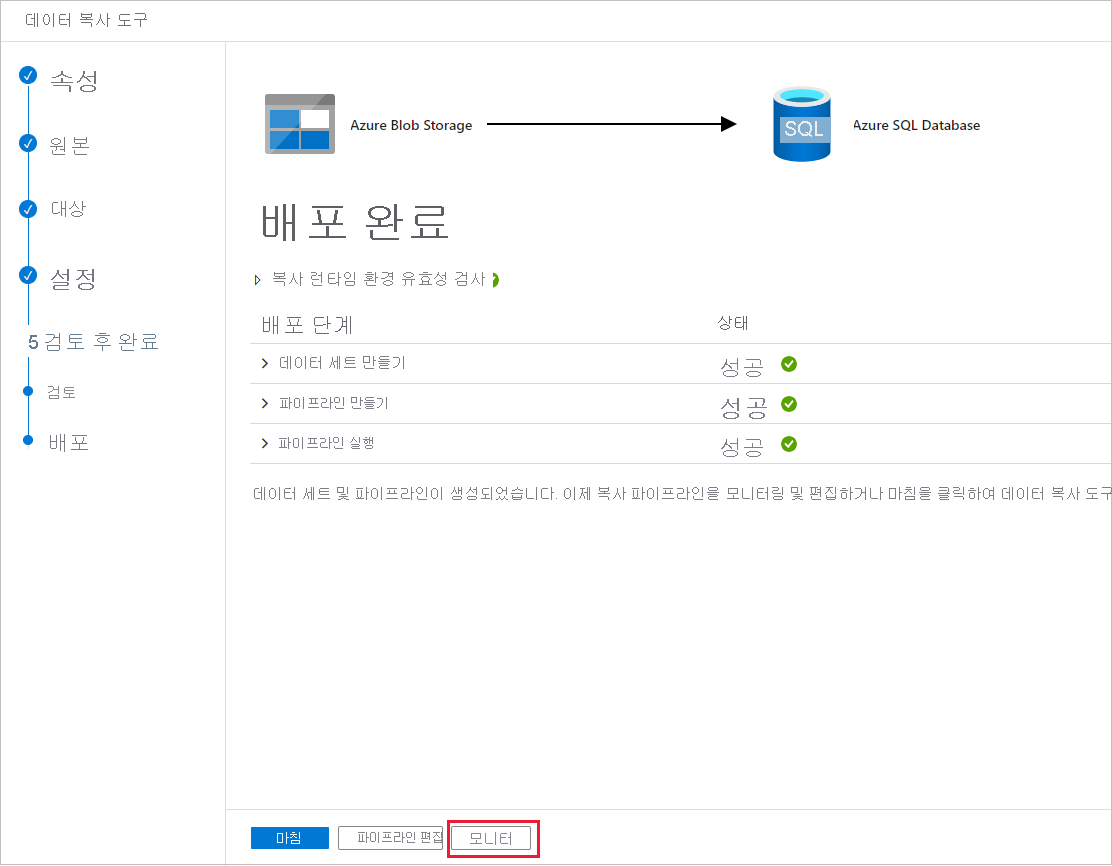 데이터 복사 도구
속성
원본
대상
설정
5 검토 후 완료
검토
배포
Azure Blob Storage
SQL
Azure SQL Database
배포 완료
복사 런타임 환경 유효성 검사
배포 단계 상태
데이터 세트 만들기 성공
파이프라인 만들기 성공
파이프라인 실행 성공
데이터 세트 및 파이프라인이 생성되었습니다. 이제 복사 파이프라인을 모니터링 및 편집하거나 마침을 클릭하여 데이터 복사 도구
마침 파이프라인 편집 모니터